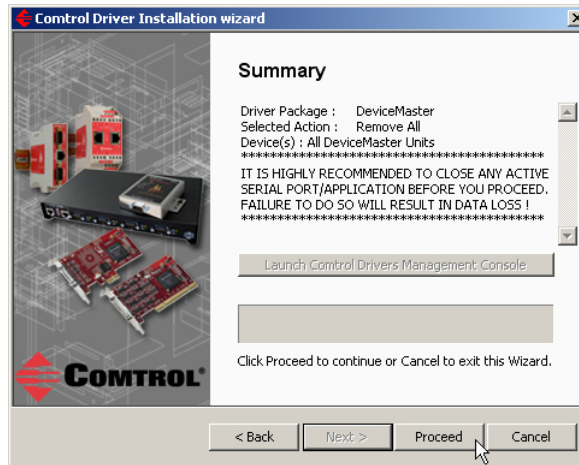 Comtrol Driver Installation wizard
Summary
Driver Package : DeviceMaster
Selected Action : Remove All
Device(s) : All DeviceMaster Units
*********************************************
IT IS HIGHLY RECOMMENDED TO CLOSE ANY ACTIVE
SERIAL PORT/APPLICATION BEFORE YOU PROCEED.
FAILURE TO DO SO WILL RESULT IN DATA LOSS !
*********************************************
Launch Comtrol Drivers Management Console
Click Proceed to continue or Cancel to exit this Wizard.
COMTROL®
< Back Next > Proceed Cancel